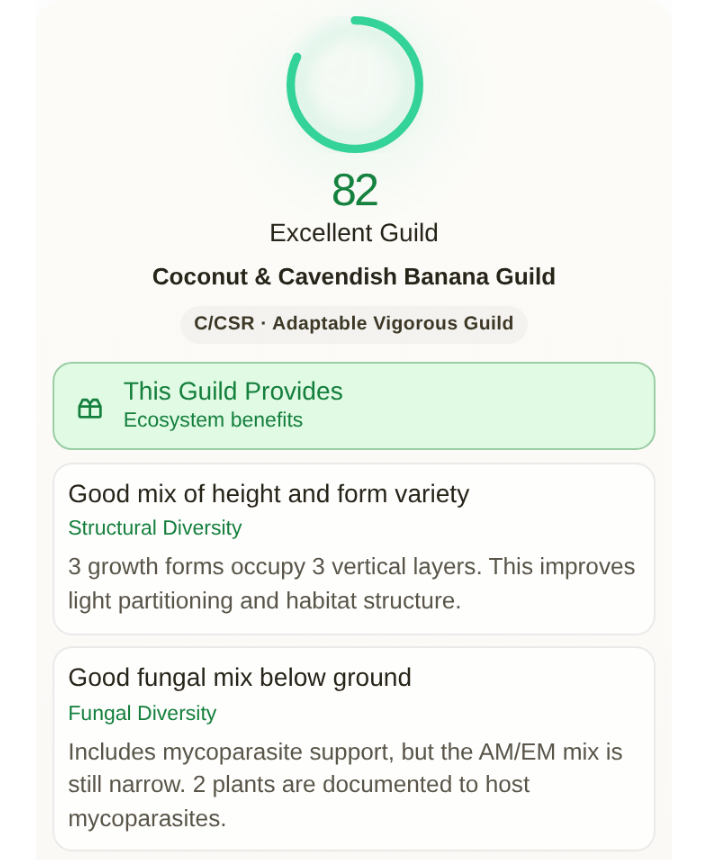 82
Excellent Guild
Coconut & Cavendish Banana Guild
C/CSR · Adaptable Vigorous Guild
This Guild Provides
Ecosystem benefits
Good mix of height and form variety
Structural Diversity
3 growth forms occupy 3 vertical layers. This improves
light partitioning and habitat structure.
Good fungal mix below ground
Fungal Diversity
Includes mycoparasite support, but the AM/EM mix is
still narrow. 2 plants are documented to host
mycoparasites.